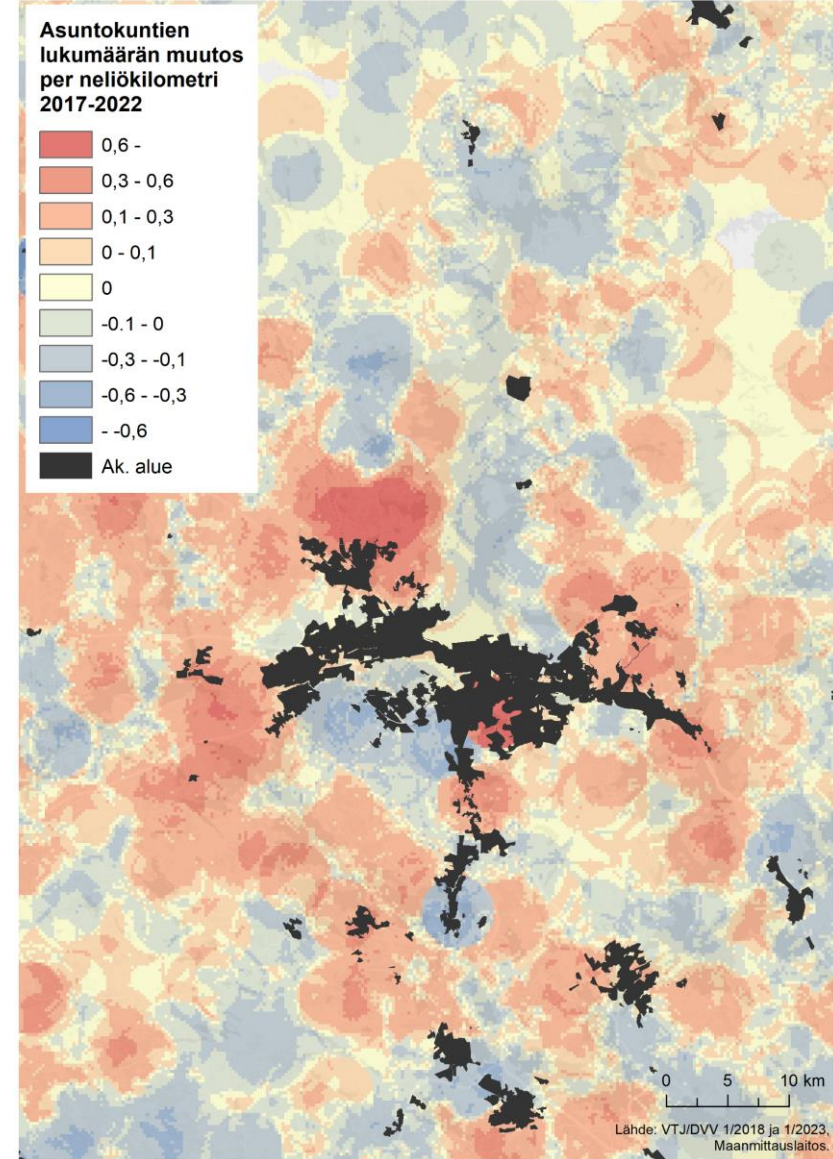 Asuntokuntien
lukumäärän muutos
per neliökilometri
2017-2022
0,6 -
0,3 - 0,6
0,1 - 0,3
0 - 0,1
0
-0.1 - 0
-0,3 - -0,1
-0,6 - -0,3
- -0,6
Ak. alue
0 5 10 km
Lähde: VTJ/DVV 1/2018 ja 1/2023,
Maanmittauslaitos.